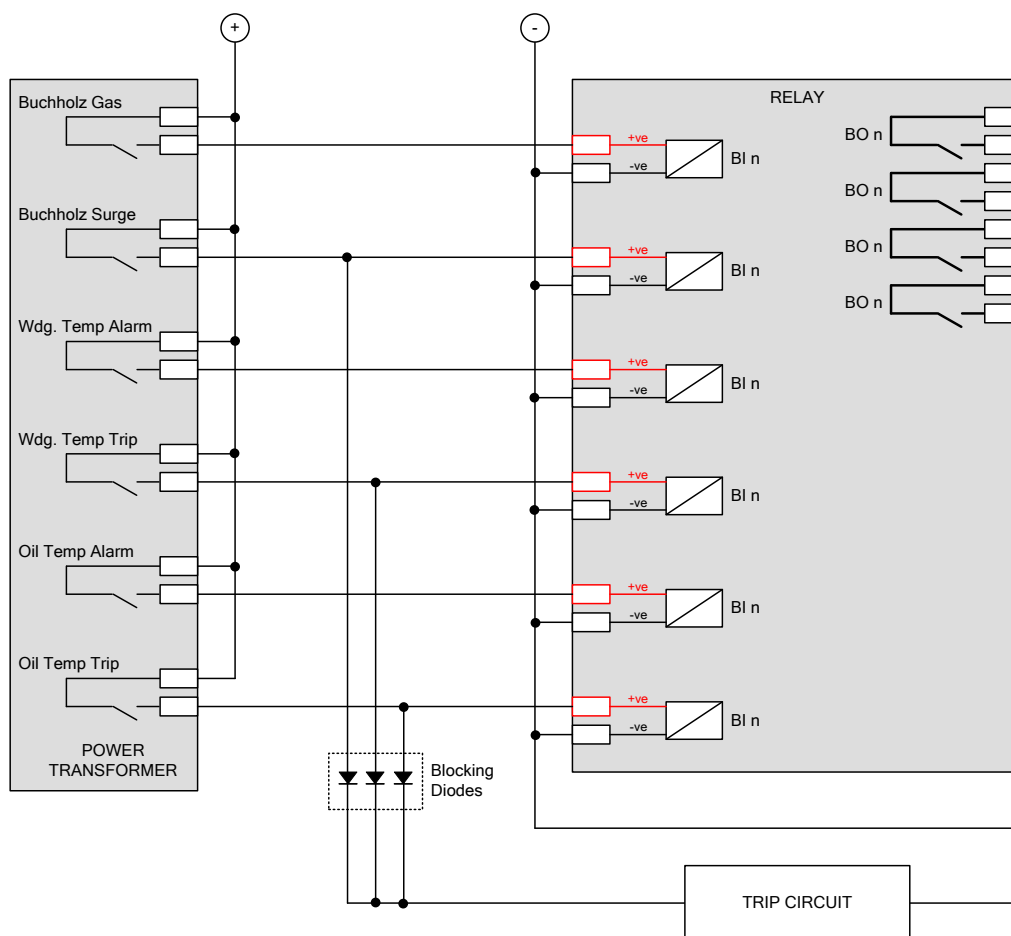 +
-
Buchholz Gas
RELAY
BO n
+ve
-ve
BI n
BO n
Buchholz Surge
BO n
+ve
-ve
BI n
BO n
Wdg. Temp Alarm
+ve
-ve
BI n
Wdg. Temp Trip
+ve
-ve
BI n
Oil Temp Alarm
+ve
-ve
BI n
Oil Temp Trip
+ve
-ve
BI n
POWER
TRANSFORMER
Blocking
Diodes
TRIP CIRCUIT